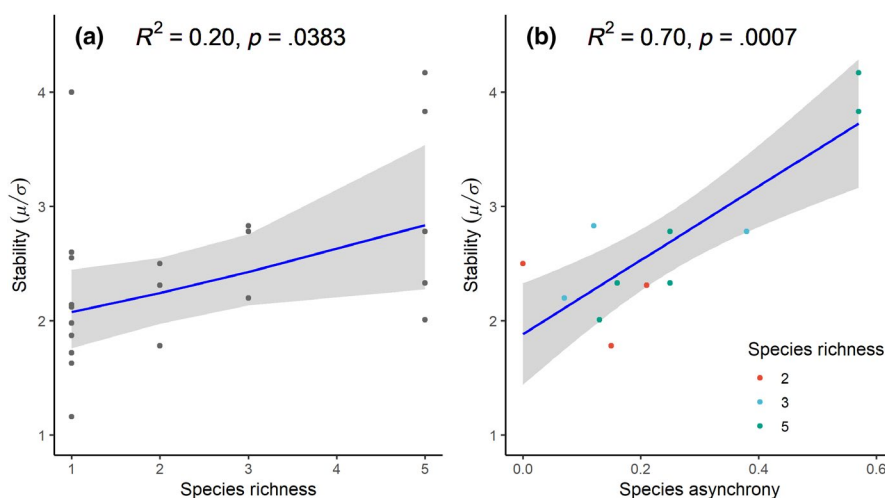 (a) R² = 0.20, p = .0383
4
3
2
1
Stability (μ/σ)
1 2 3 4 5
Species richness
(b) R² = 0.70, p = .0007
4
3
2
1
Stability (μ/σ)
Species richness
2
3
5
0.0 0.2 0.4 0.6
Species asynchrony